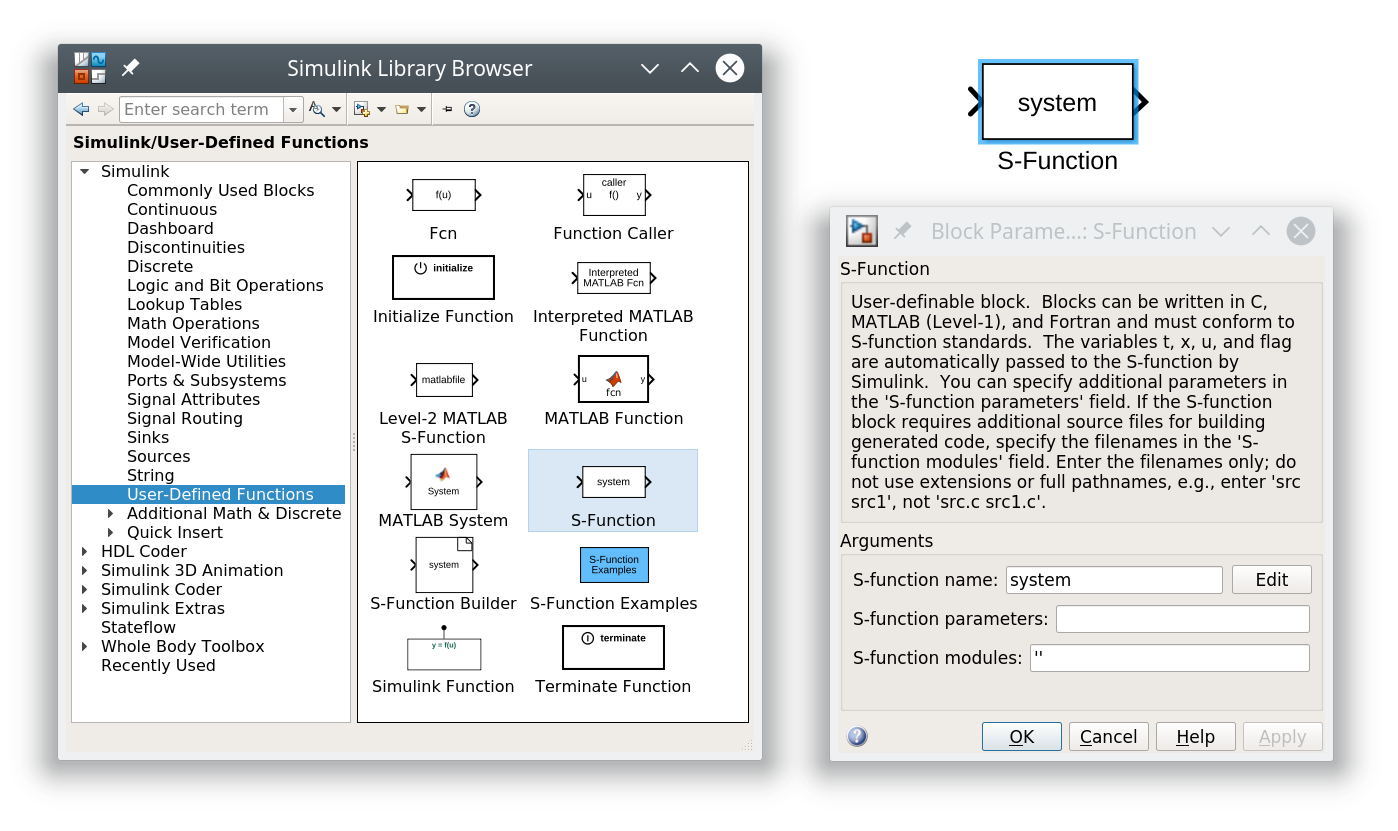 Simulink Library Browser
Enter search term
Simulink/User-Defined Functions
Simulink
Commonly Used Blocks
Continuous
Dashboard
Discontinuities
Discrete
Logic and Bit Operations
Lookup Tables
Math Operations
Model Verification
Model-Wide Utilities
Ports & Subsystems
Signal Attributes
Signal Routing
Sinks
Sources
String
User-Defined Functions
Additional Math & Discrete
Quick Insert
HDL Coder
Simulink 3D Animation
Simulink Coder
Simulink Extras
Stateflow
Whole Body Toolbox
Recently Used
f(u)
Fcn
caller
u f() y
Function Caller
initialize
Initialize Function
Interpreted
MATLAB Fcn
Interpreted MATLAB
Function
matlabfile
Level-2 MATLAB
S-Function
u y
fcn
MATLAB Function
System
MATLAB System
system
S-Function
system
S-Function Builder
S-Function
Examples
S-Function Examples
y = f(u)
Simulink Function
terminate
Terminate Function
system
S-Function
Block Parame...: S-Function
S-Function
User-definable block.  Blocks can be written in C,
MATLAB (Level-1), and Fortran and must conform to
S-function standards.  The variables t, x, u, and flag
are automatically passed to the S-function by
Simulink.  You can specify additional parameters in
the 'S-function parameters' field. If the S-function
block requires additional source files for building
generated code, specify the filenames in the 'S-
function modules' field. Enter the filenames only; do
not use extensions or full pathnames, e.g., enter 'src
src1', not 'src.c src1.c'.
Arguments
S-function name: system Edit
S-function parameters:
S-function modules: ''
OK Cancel Help Apply